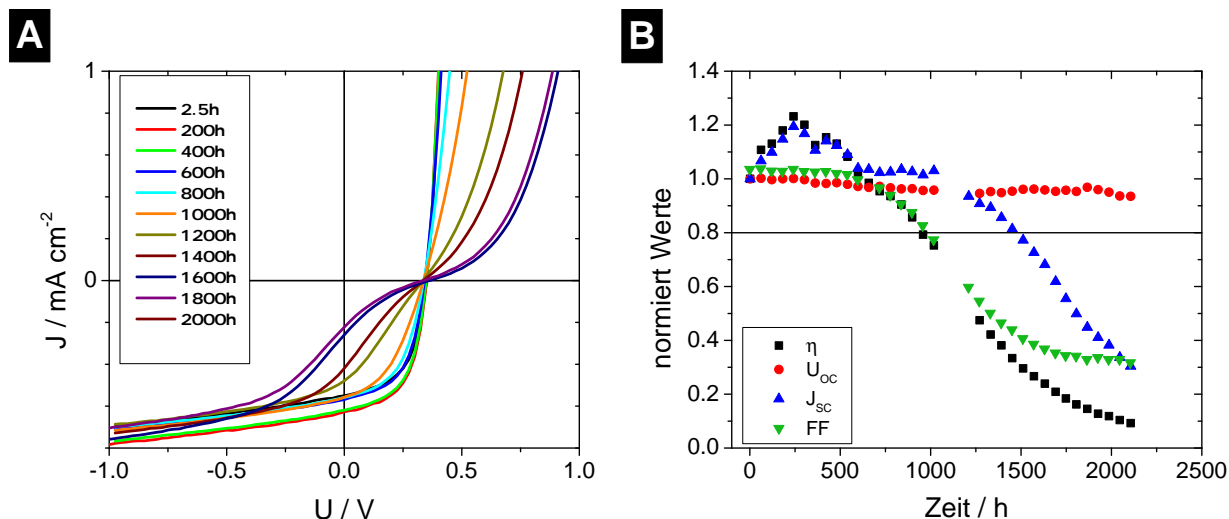 A
J / mA cm-2
1
0
2.5h
200h
400h
600h
800h
1000h
1200h
1400h
1600h
1800h
2000h
-1.0 -0.5 0.0 0.5 1.0
U / V
B
normiert Werte
1.4
1.2
1.0
0.8
0.6
0.4
0.2
0.0
η
UOC
JSC
FF
0 500 1000 1500 2000 2500
Zeit / h